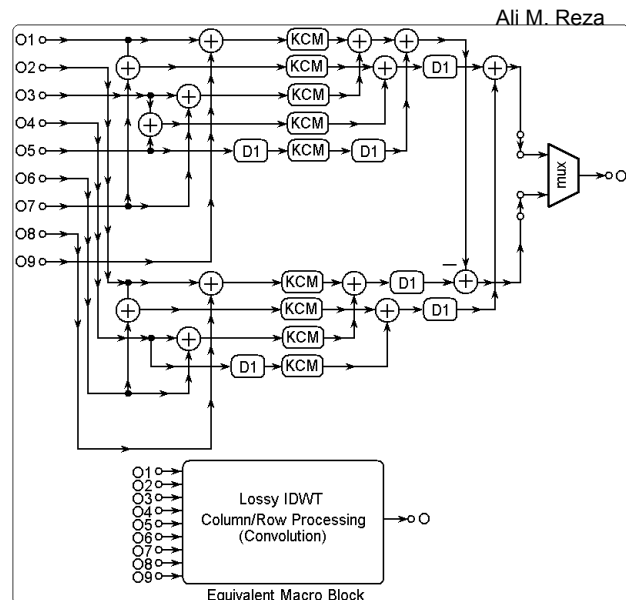 Ali M. Reza
O1
KCM
O2
KCM
D1
O3
KCM
O4
KCM
mux
O
O5
D1
KCM
D1
O6
O7
O8
O9
KCM
D1
KCM
D1
KCM
D1
KCM
O1
O2
O3
O4
O5
O6
O7
O8
O9
Lossy IDWT
Column/Row Processing
(Convolution)
O
Equivalent Macro Block